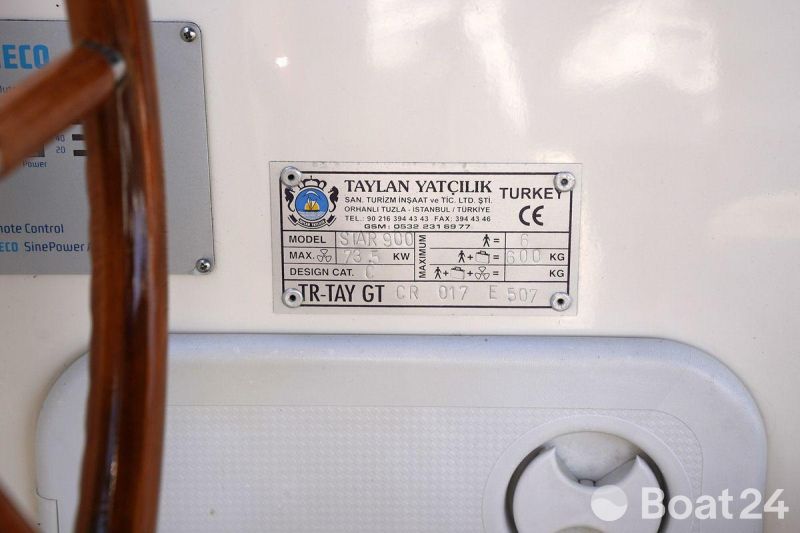 ECO
Power
40
20
mote Control
ECO SinePower
TAYLAN YATÇILIK
TURKEY
SAN. TURİZM İNŞAAT ve TİC. LTD. ŞTİ.
ORHANLI TUZLA - İSTANBUL / TÜRKİYE
TEL.: 90 216 394 43 43 FAX: 394 43 46
GSM: 0532 231 69 77
CE
MODEL STAR 900
MAXIMUM
= 6
MAX. 73.5 KW
+ = 600 KG
DESIGN CAT. C
+ + = KG
TR-TAY GT CR 017 E 507
Boat24